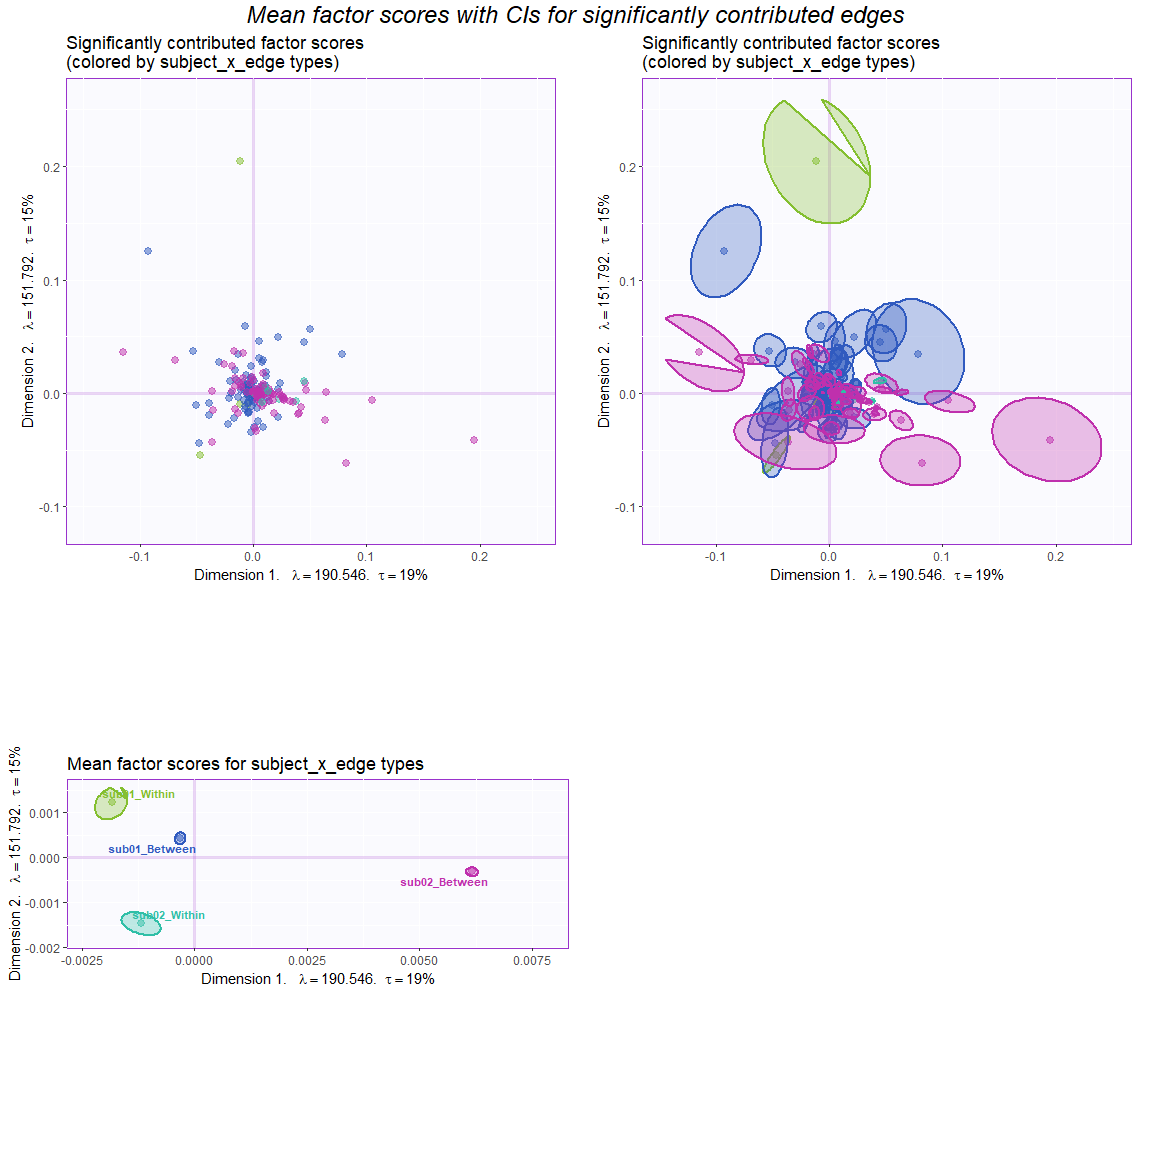 Mean factor scores with CIs for significantly contributed edges
Significantly contributed factor scores
(colored by subject_x_edge types)
Dimension 2. λ = 151.792. τ = 15%
0.2
0.1
0.0
-0.1
-0.1 0.0 0.1 0.2
Dimension 1. λ = 190.546. τ = 19%
Significantly contributed factor scores
(colored by subject_x_edge types)
Dimension 2. λ = 151.792. τ = 15%
0.2
0.1
0.0
-0.1
-0.1 0.0 0.1 0.2
Dimension 1. λ = 190.546. τ = 19%
Mean factor scores for subject_x_edge types
Dimension 2. λ = 151.792. τ = 15%
0.001
0.000
-0.001
-0.002
sub01_Within
sub01_Between
sub02_Between
sub02_Within
-0.0025 0.0000 0.0025 0.0050 0.0075
Dimension 1. λ = 190.546. τ = 19%